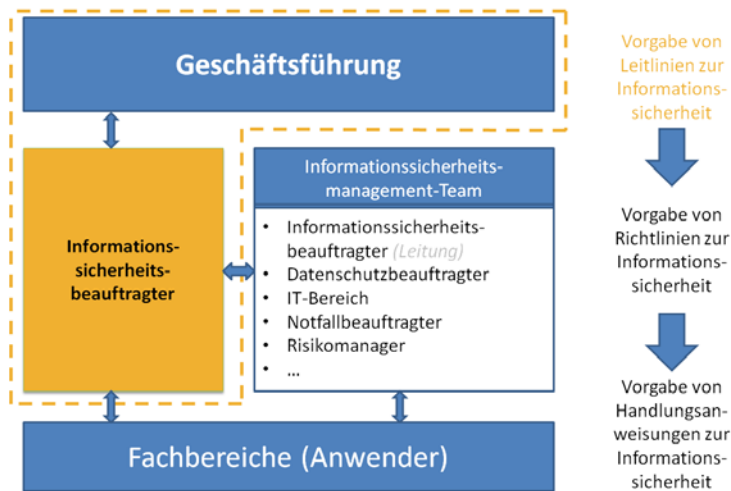 Geschäftsführung
Informations-
sicherheits-
beauftragter
Informationssicherheits-
management-Team
• Informationssicherheits-
beauftragter (Leitung)
• Datenschutzbeauftragter
• IT-Bereich
• Notfallbeauftragter
• Risikomanager
• ...
Fachbereiche (Anwender)
Vorgabe von
Leitlinien zur
Informations-
sicherheit
Vorgabe von
Richtlinien zur
Informations-
sicherheit
Vorgabe von
Handlungsan-
weisungen zur
Informations-
sicherheit